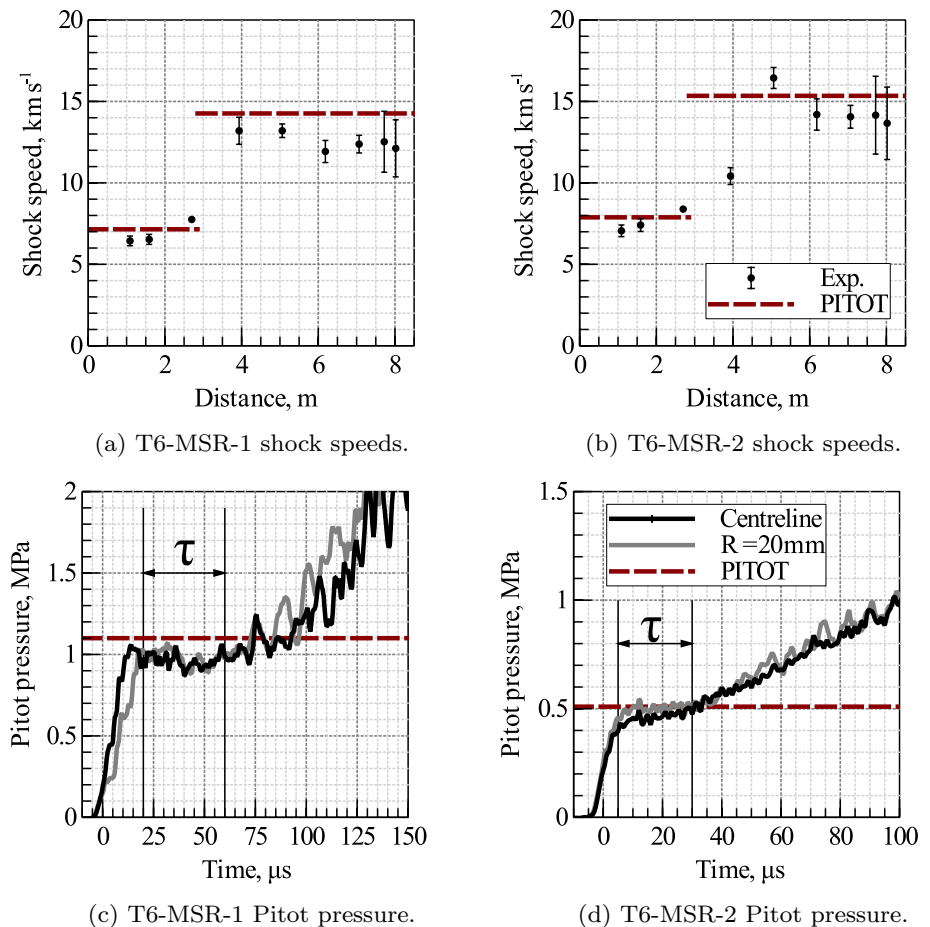 20
15
10
5
0
Shock speed, km s⁻¹
0 2 4 6 8
Distance, m
(a) T6-MSR-1 shock speeds.
20
15
10
5
0
Shock speed, km s⁻¹
Exp.
PITOT
0 2 4 6 8
Distance, m
(b) T6-MSR-2 shock speeds.
2
1.5
1
0.5
0
Pitot pressure, MPa
τ
0 25 50 75 100 125 150
Time, µs
(c) T6-MSR-1 Pitot pressure.
1.5
1
0.5
0
Pitot pressure, MPa
Centreline
R =20mm
PITOT
τ
0 20 40 60 80 100
Time, µs
(d) T6-MSR-2 Pitot pressure.